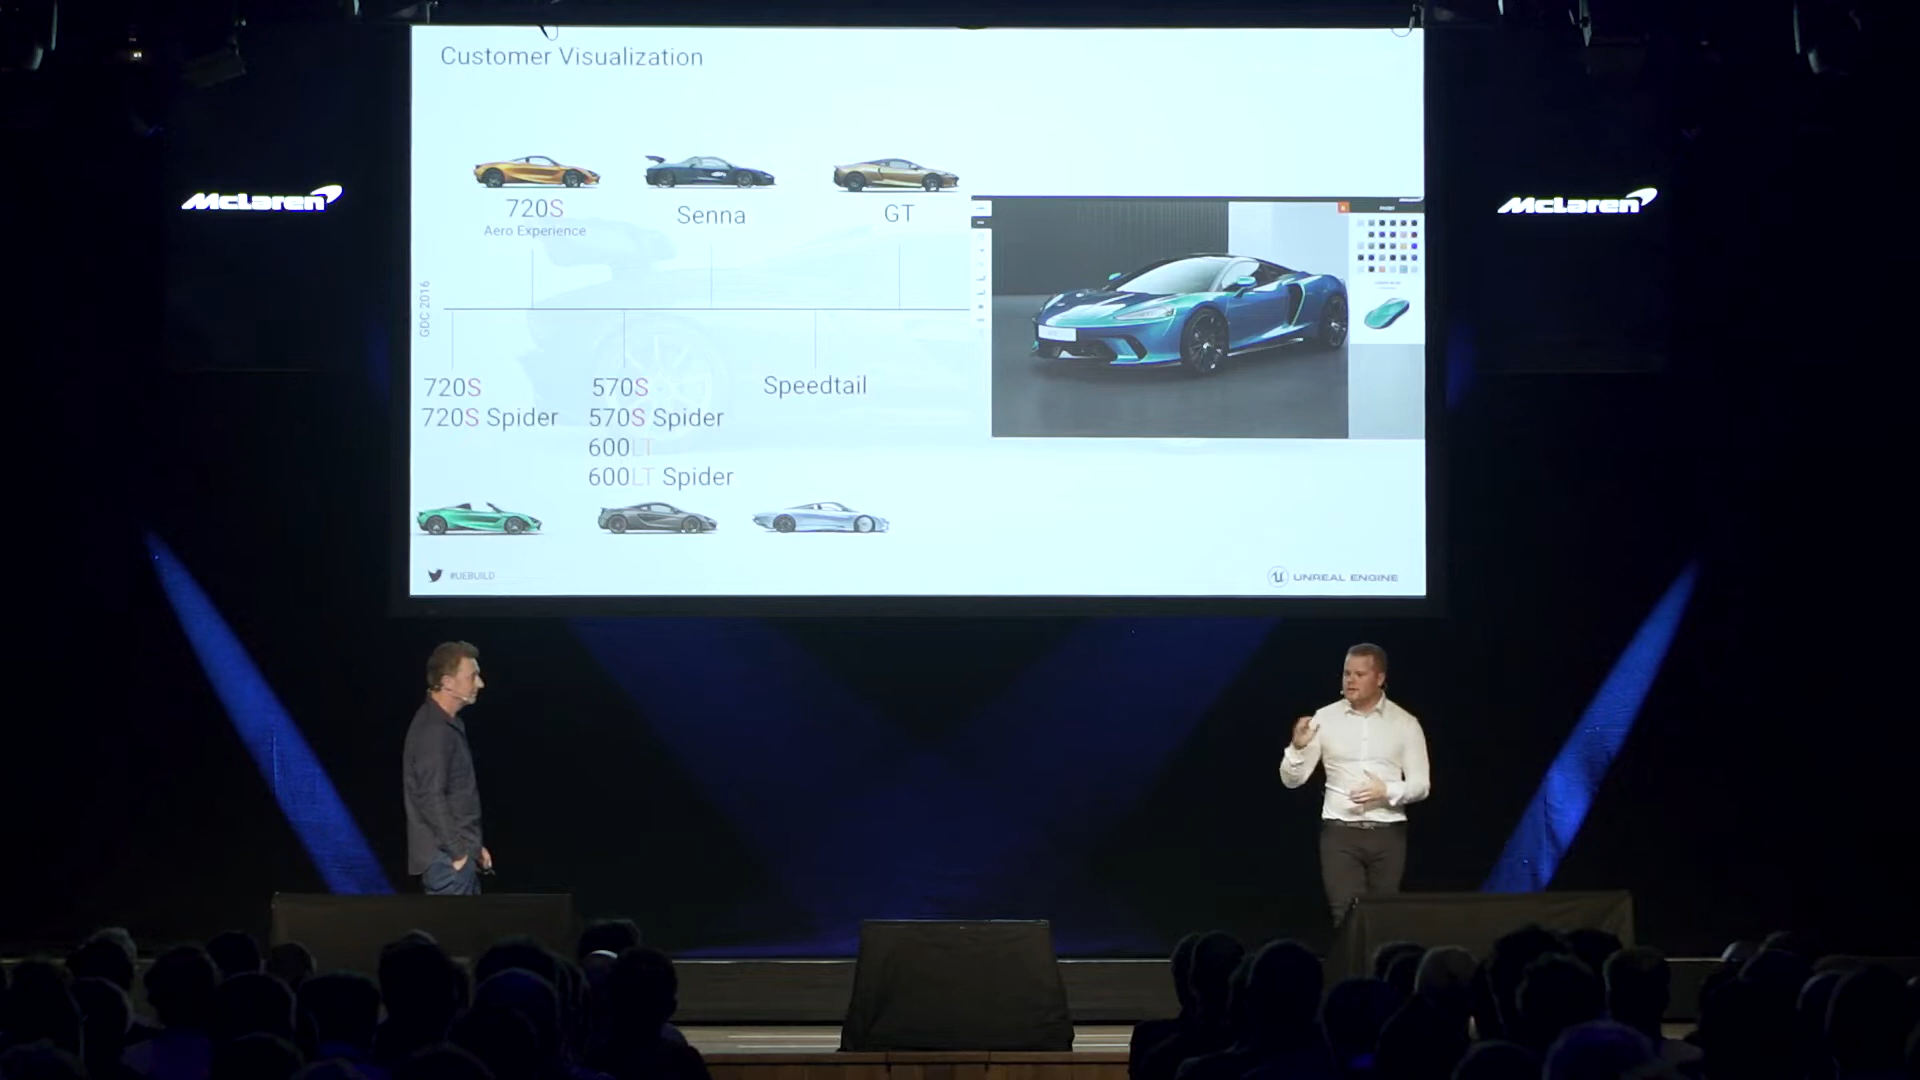 Customer Visualization
McLaren
McLaren
720S
Aero Experience
Senna
GT
GDC 2016
720S
720S Spider
570S
570S Spider
600LT
600LT Spider
Speedtail
#UEBUILD
UNREAL ENGINE